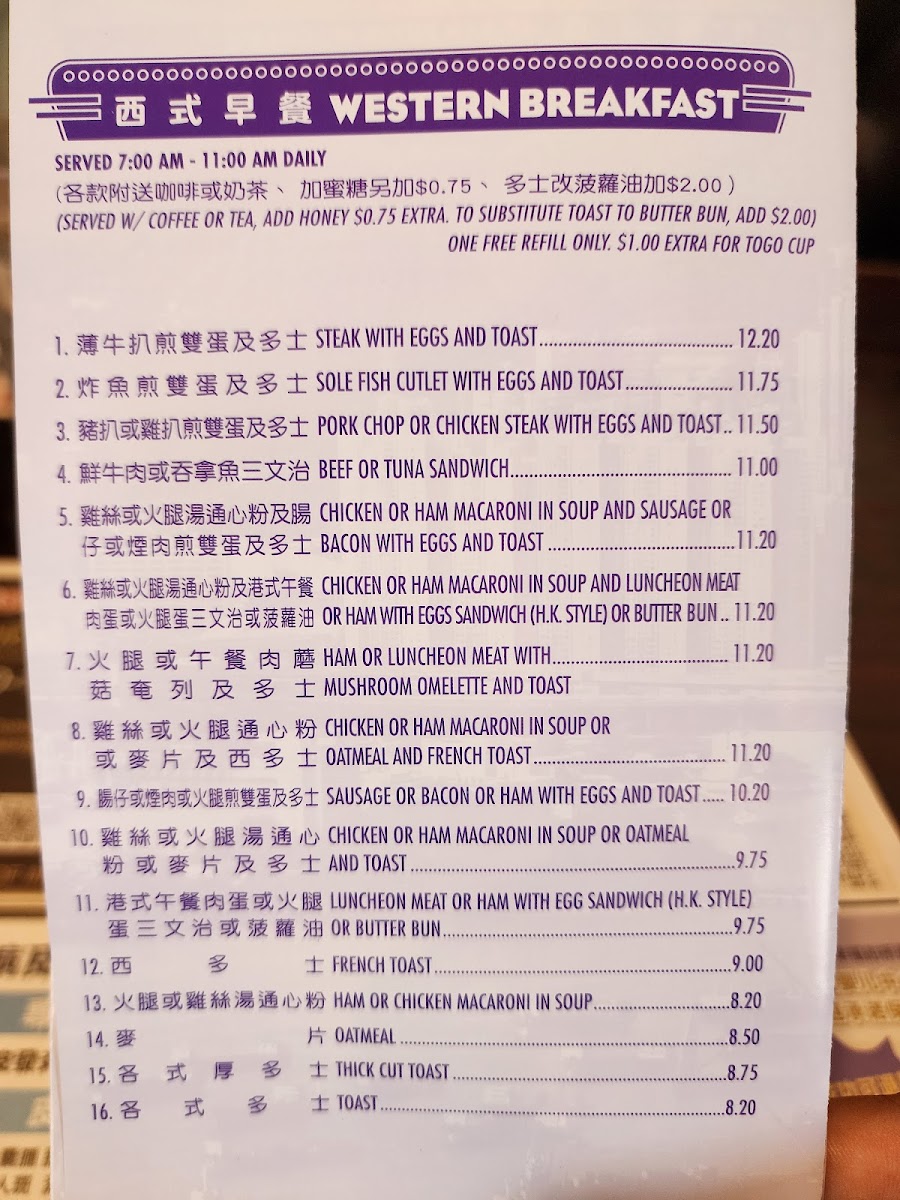 西式早餐 WESTERN BREAKFAST
SERVED 7:00 AM - 11:00 AM DAILY
(各款附送咖啡或奶茶、 加蜜糖另加$0.75、 多士改菠蘿油加$2.00)
(SERVED W/ COFFEE OR TEA, ADD HONEY $0.75 EXTRA. TO SUBSTITUTE TOAST TO BUTTER BUN, ADD $2.00)
ONE FREE REFILL ONLY. $1.00 EXTRA FOR TOGO CUP
1. 薄牛扒煎雙蛋及多士 STEAK WITH EGGS AND TOAST 12.20
2. 炸魚煎雙蛋及多士 SOLE FISH CUTLET WITH EGGS AND TOAST 11.75
3. 豬扒或雞扒煎雙蛋及多士 PORK CHOP OR CHICKEN STEAK WITH EGGS AND TOAST 11.50
4. 鮮牛肉或吞拿魚三文治 BEEF OR TUNA SANDWICH 11.00
5. 雞絲或火腿湯通心粉及腸 CHICKEN OR HAM MACARONI IN SOUP AND SAUSAGE OR
仔或煙肉煎雙蛋及多士 BACON WITH EGGS AND TOAST 11.20
6. 雞絲或火腿湯通心粉及港式午餐 CHICKEN OR HAM MACARONI IN SOUP AND LUNCHEON MEAT
肉蛋或火腿蛋三文治或菠蘿油 OR HAM WITH EGGS SANDWICH (H.K. STYLE) OR BUTTER BUN 11.20
7. 火腿或午餐肉蘑 HAM OR LUNCHEON MEAT WITH 11.20
菇奄列及多士 MUSHROOM OMELETTE AND TOAST
8. 雞絲或火腿通心粉 CHICKEN OR HAM MACARONI IN SOUP OR
或麥片及西多士 OATMEAL AND FRENCH TOAST 11.20
9. 腸仔或煙肉或火腿煎雙蛋及多士 SAUSAGE OR BACON OR HAM WITH EGGS AND TOAST 10.20
10. 雞絲或火腿湯通心 CHICKEN OR HAM MACARONI IN SOUP OR OATMEAL
粉或麥片及多士 AND TOAST 9.75
11. 港式午餐肉蛋或火腿 LUNCHEON MEAT OR HAM WITH EGG SANDWICH (H.K. STYLE)
蛋三文治或菠蘿油 OR BUTTER BUN 9.75
12. 西多士 FRENCH TOAST 9.00
13. 火腿或雞絲湯通心粉 HAM OR CHICKEN MACARONI IN SOUP 8.20
14. 麥片 OATMEAL 8.50
15. 各式厚多士 THICK CUT TOAST 8.75
16. 各式多士 TOAST 8.20